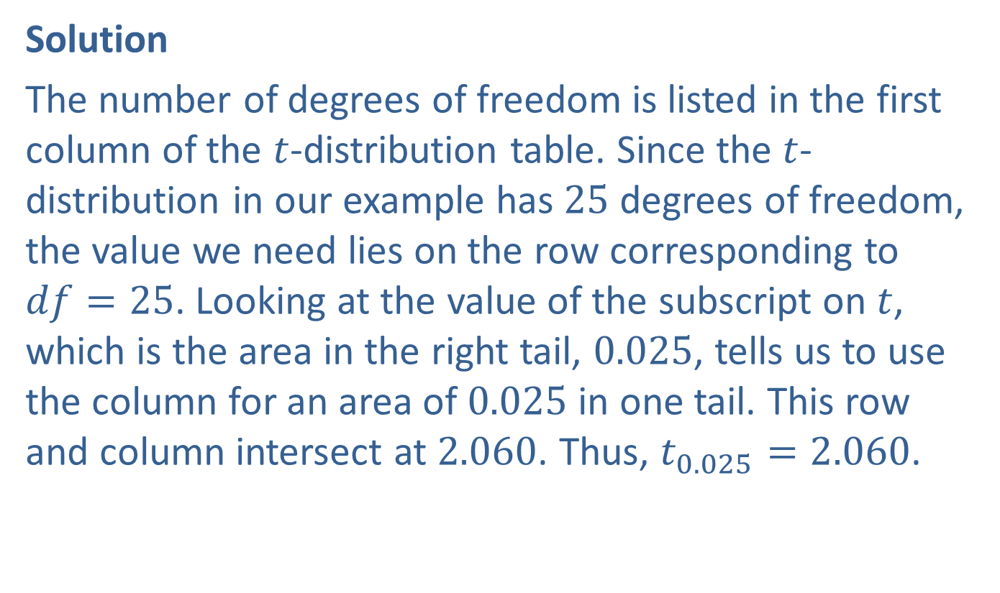 Solution
The number of degrees of freedom is listed in the first
column of the t-distribution table. Since the t-
distribution in our example has 25 degrees of freedom,
the value we need lies on the row corresponding to
df = 25. Looking at the value of the subscript on t,
which is the area in the right tail, 0.025, tells us to use
the column for an area of 0.025 in one tail. This row
and column intersect at 2.060. Thus, t₀.₀₂₅ = 2.060.